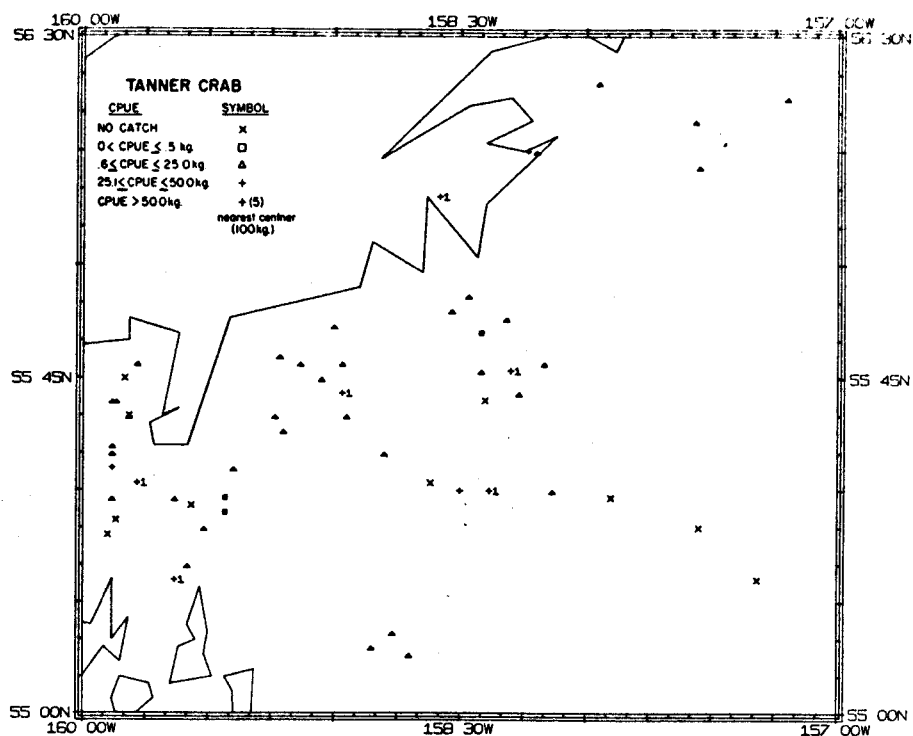 160 00W 158 30W 157 00W
56 30N 56 30N
TANNER CRAB
CPUE SYMBOL
NO CATCH x
0 < CPUE ≤ .5 kg. □
.6 ≤ CPUE ≤ 25 0 kg. ▲
25.1 ≤ CPUE ≤ 50 0 kg. +
CPUE > 50 0 kg. + (5)
nearest centner
(100 kg.)
+1
55 45N 55 45N
+1
+1
+1
+1
+1
55 00N 55 00N
160 00W 158 30W 157 00W